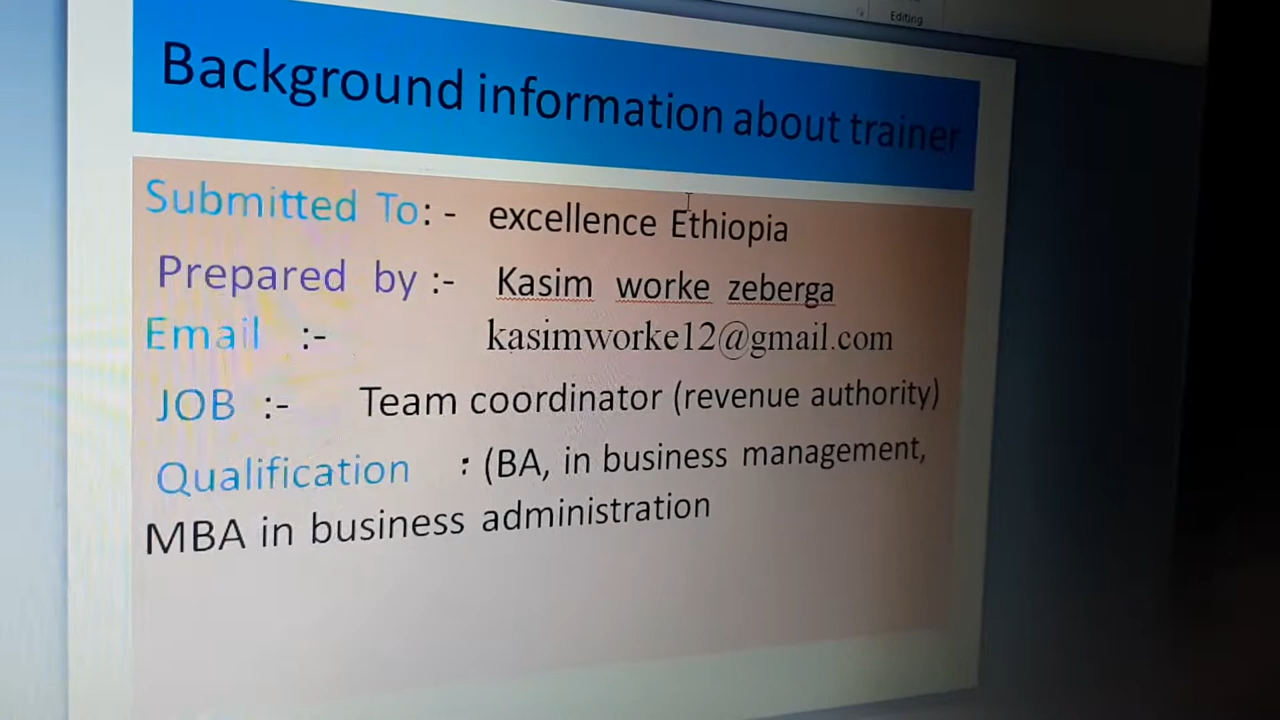 Editing
Background information about trainer
Submitted To: - excellence Ethiopia
Prepared by :- Kasim worke zeberga
Email :- kasimworke12@gmail.com
JOB :- Team coordinator (revenue authority)
Qualification : (BA, in business management,
MBA in business administration